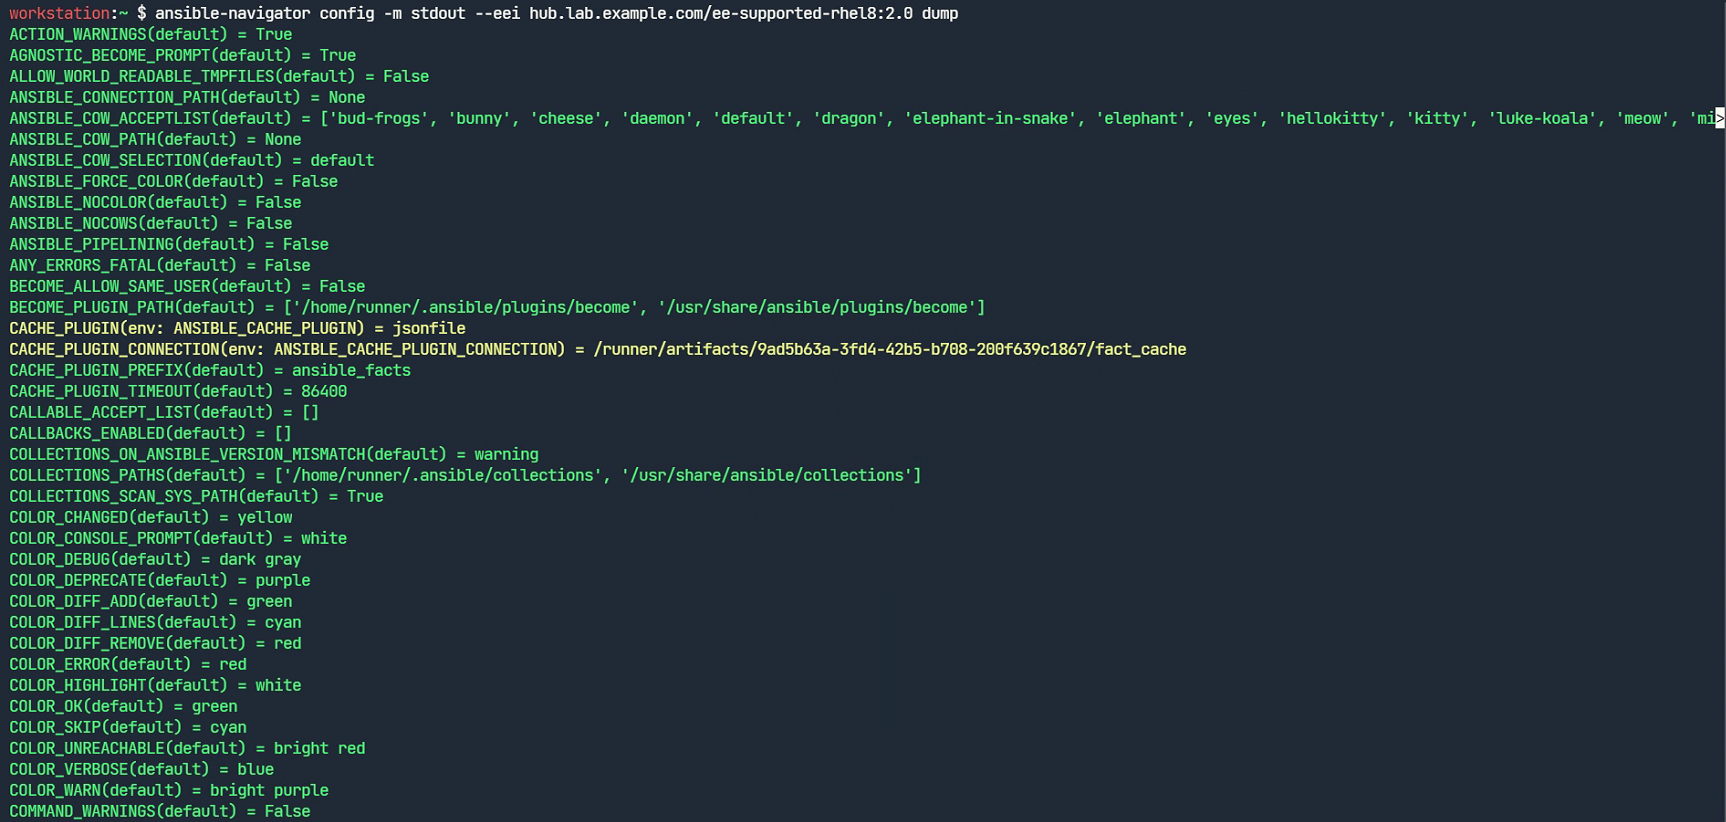 workstation:~ $ ansible-navigator config -m stdout --eei hub.lab.example.com/ee-supported-rhel8:2.0 dump
ACTION_WARNINGS(default) = True
AGNOSTIC_BECOME_PROMPT(default) = True
ALLOW_WORLD_READABLE_TMPFILES(default) = False
ANSIBLE_CONNECTION_PATH(default) = None
ANSIBLE_COW_ACCEPTLIST(default) = ['bud-frogs', 'bunny', 'cheese', 'daemon', 'default', 'dragon', 'elephant-in-snake', 'elephant', 'eyes', 'hellokitty', 'kitty', 'luke-koala', 'meow', 'mi>
ANSIBLE_COW_PATH(default) = None
ANSIBLE_COW_SELECTION(default) = default
ANSIBLE_FORCE_COLOR(default) = False
ANSIBLE_NOCOLOR(default) = False
ANSIBLE_NOCOWS(default) = False
ANSIBLE_PIPELINING(default) = False
ANY_ERRORS_FATAL(default) = False
BECOME_ALLOW_SAME_USER(default) = False
BECOME_PLUGIN_PATH(default) = ['/home/runner/.ansible/plugins/become', '/usr/share/ansible/plugins/become']
CACHE_PLUGIN(env: ANSIBLE_CACHE_PLUGIN) = jsonfile
CACHE_PLUGIN_CONNECTION(env: ANSIBLE_CACHE_PLUGIN_CONNECTION) = /runner/artifacts/9ad5b63a-3fd4-42b5-b708-200f639c1867/fact_cache
CACHE_PLUGIN_PREFIX(default) = ansible_facts
CACHE_PLUGIN_TIMEOUT(default) = 86400
CALLABLE_ACCEPT_LIST(default) = []
CALLBACKS_ENABLED(default) = []
COLLECTIONS_ON_ANSIBLE_VERSION_MISMATCH(default) = warning
COLLECTIONS_PATHS(default) = ['/home/runner/.ansible/collections', '/usr/share/ansible/collections']
COLLECTIONS_SCAN_SYS_PATH(default) = True
COLOR_CHANGED(default) = yellow
COLOR_CONSOLE_PROMPT(default) = white
COLOR_DEBUG(default) = dark gray
COLOR_DEPRECATE(default) = purple
COLOR_DIFF_ADD(default) = green
COLOR_DIFF_LINES(default) = cyan
COLOR_DIFF_REMOVE(default) = red
COLOR_ERROR(default) = red
COLOR_HIGHLIGHT(default) = white
COLOR_OK(default) = green
COLOR_SKIP(default) = cyan
COLOR_UNREACHABLE(default) = bright red
COLOR_VERBOSE(default) = blue
COLOR_WARN(default) = bright purple
COMMAND_WARNINGS(default) = False